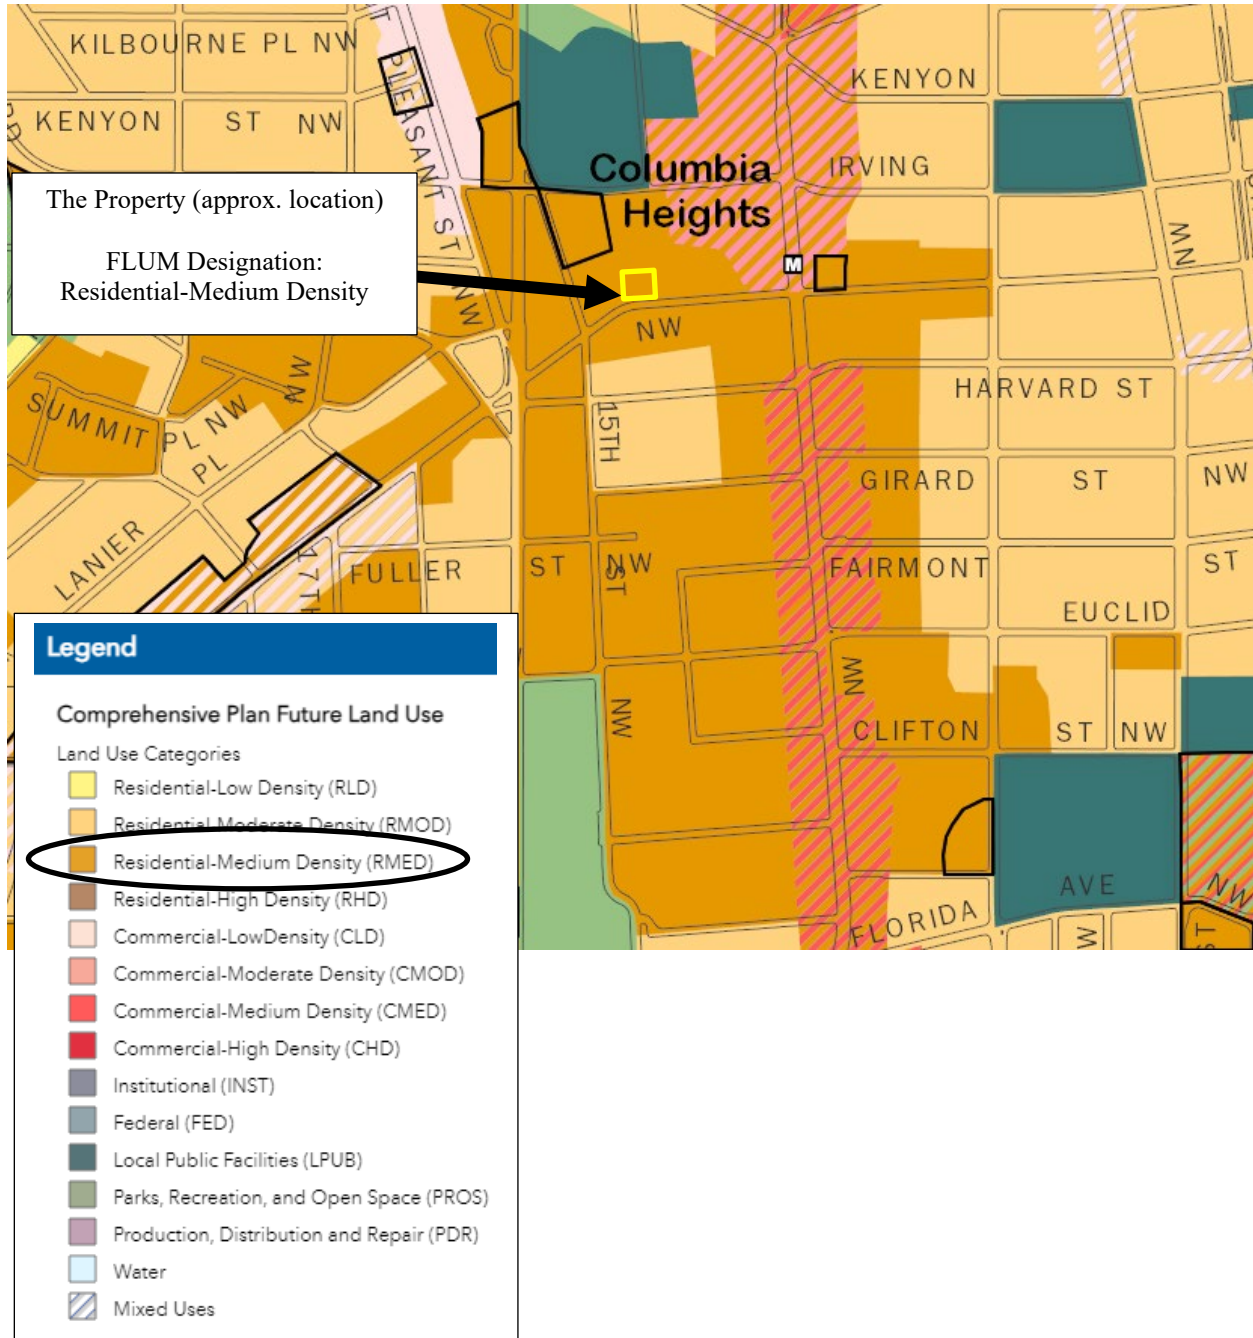 KILBOURNE PL NW
KENYON ST NW
PLEASANT ST
NW
KENYON
IRVING
Columbia
Heights
M
NW
The Property (approx. location)
FLUM Designation:
Residential-Medium Density
NW
NW
HARVARD ST
15TH
SUMMIT PL NW
PL
GIRARD ST NW
LANIER
17TH
FULLER ST NW
ST
FAIRMONT ST
EUCLID
NW
NW
CLIFTON ST NW
AVE
NW
FLORIDA
W
ST
Legend
Comprehensive Plan Future Land Use
Land Use Categories
Residential-Low Density (RLD)
Residential-Moderate Density (RMOD)
Residential-Medium Density (RMED)
Residential-High Density (RHD)
Commercial-LowDensity (CLD)
Commercial-Moderate Density (CMOD)
Commercial-Medium Density (CMED)
Commercial-High Density (CHD)
Institutional (INST)
Federal (FED)
Local Public Facilities (LPUB)
Parks, Recreation, and Open Space (PROS)
Production, Distribution and Repair (PDR)
Water
Mixed Uses